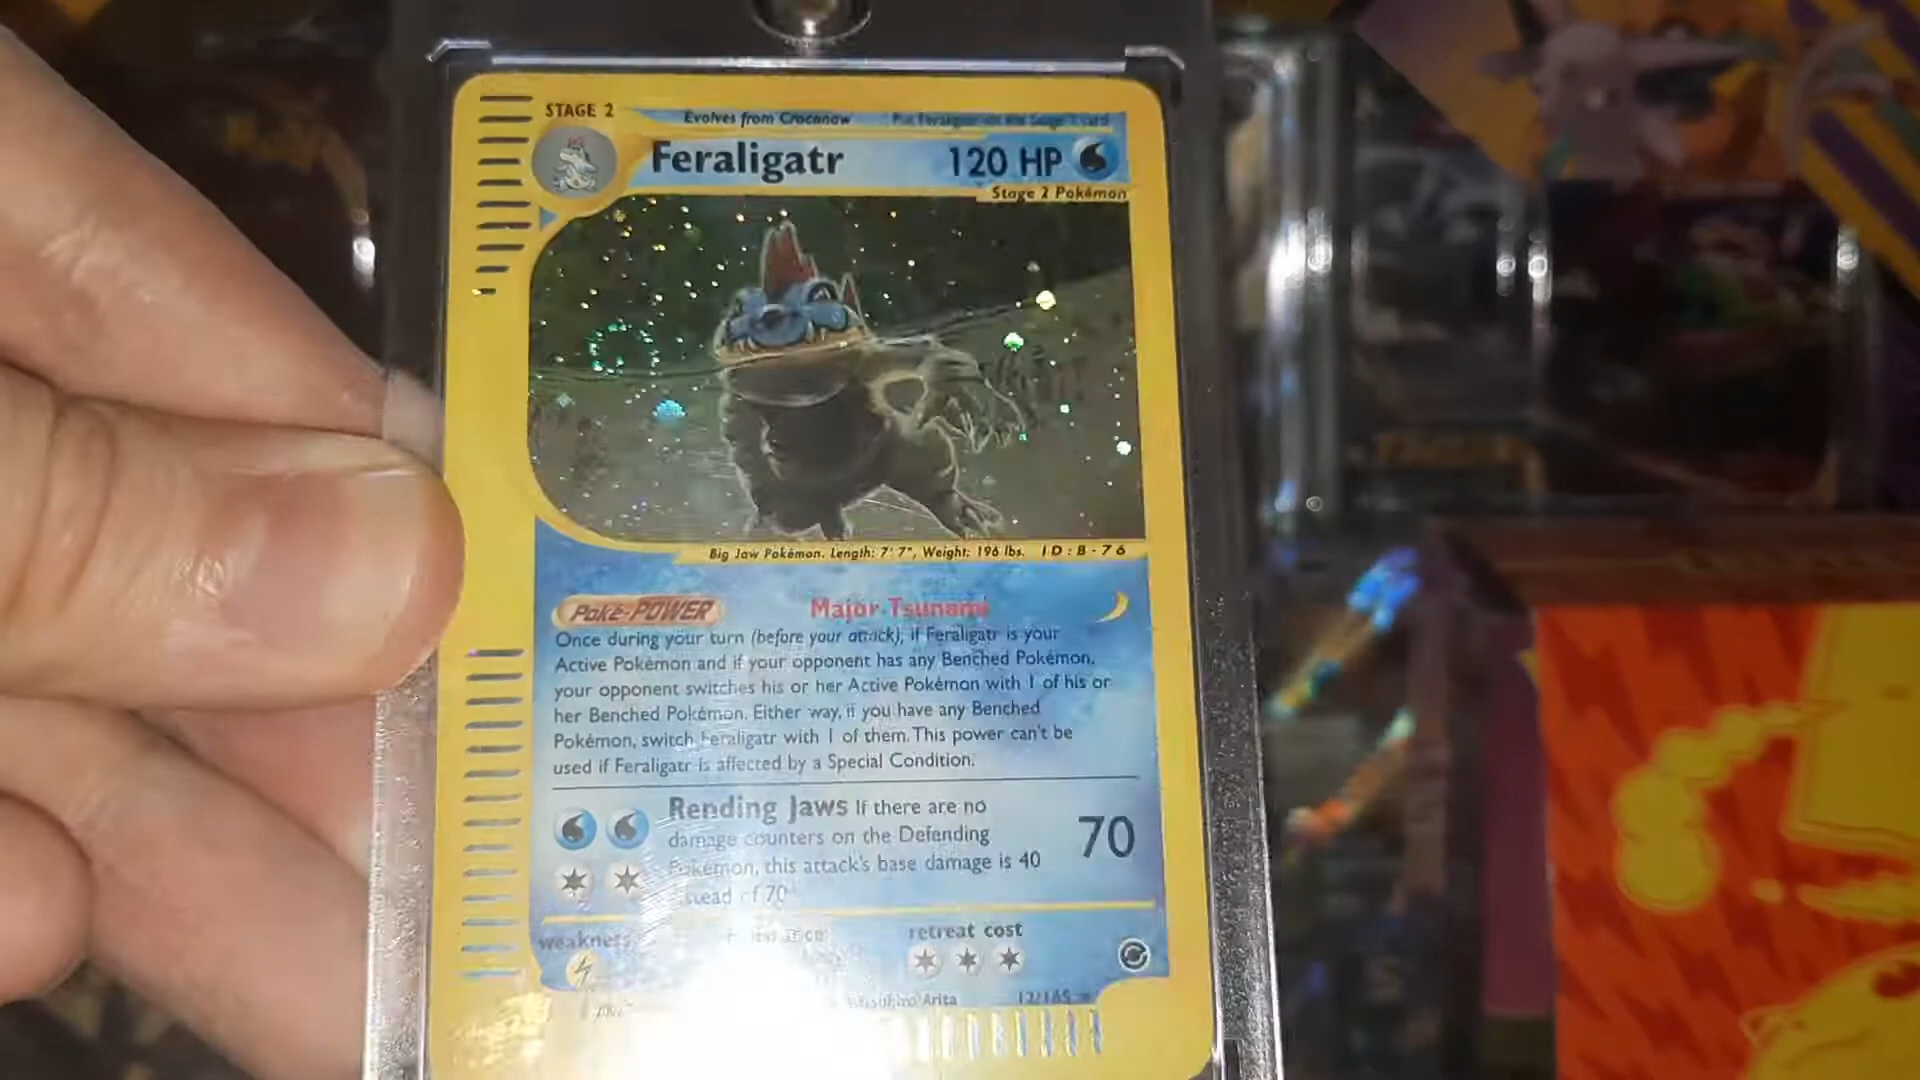 STAGE 2
Evolves from Croconaw
Feraligatr 120 HP
Stage 2 Pokémon
Big Jaw Pokémon. Length: 7' 7", Weight: 196 lbs. ID:B-76
Poké-POWER Major Tsunami
Once during your turn (before your attack), if Feraligatr is your
Active Pokémon and if your opponent has any Benched Pokémon,
your opponent switches his or her Active Pokémon with 1 of his or
her Benched Pokémon. Either way, if you have any Benched
Pokémon, switch Feraligatr with 1 of them. This power can't be
used if Feraligatr is affected by a Special Condition.
Rending Jaws If there are no
damage counters on the Defending
Pokémon, this attack's base damage is 40
of 70
70
weakness
retreat cost
Arita 12/165